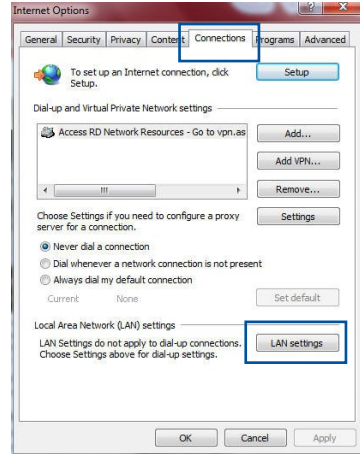 Internet Options
General Security Privacy Content Connections Programs Advanced
To set up an Internet connection, click
Setup.
Setup
Dial-up and Virtual Private Network settings
Access RD Network Resources - Go to vpn.as
Add...
Add VPN...
Remove...
Choose Settings if you need to configure a proxy
server for a connection.
Settings
Never dial a connection
Dial whenever a network connection is not present
Always dial my default connection
Current None
Set default
Local Area Network (LAN) settings
LAN Settings do not apply to dial-up connections.
Choose Settings above for dial-up settings.
LAN settings
OK Cancel Apply